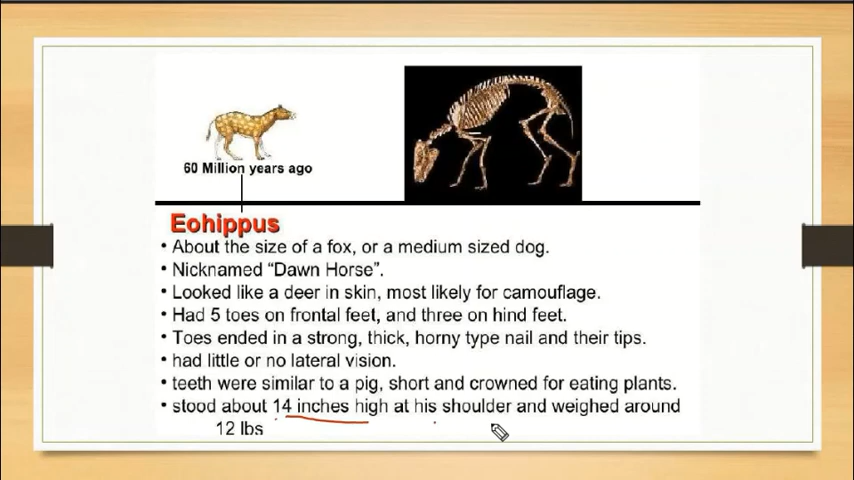 60 Million years ago
Eohippus
• About the size of a fox, or a medium sized dog.
• Nicknamed “Dawn Horse”.
• Looked like a deer in skin, most likely for camouflage.
• Had 5 toes on frontal feet, and three on hind feet.
• Toes ended in a strong, thick, horny type nail and their tips.
• had little or no lateral vision.
• teeth were similar to a pig, short and crowned for eating plants.
• stood about 14 inches high at his shoulder and weighed around
12 lbs